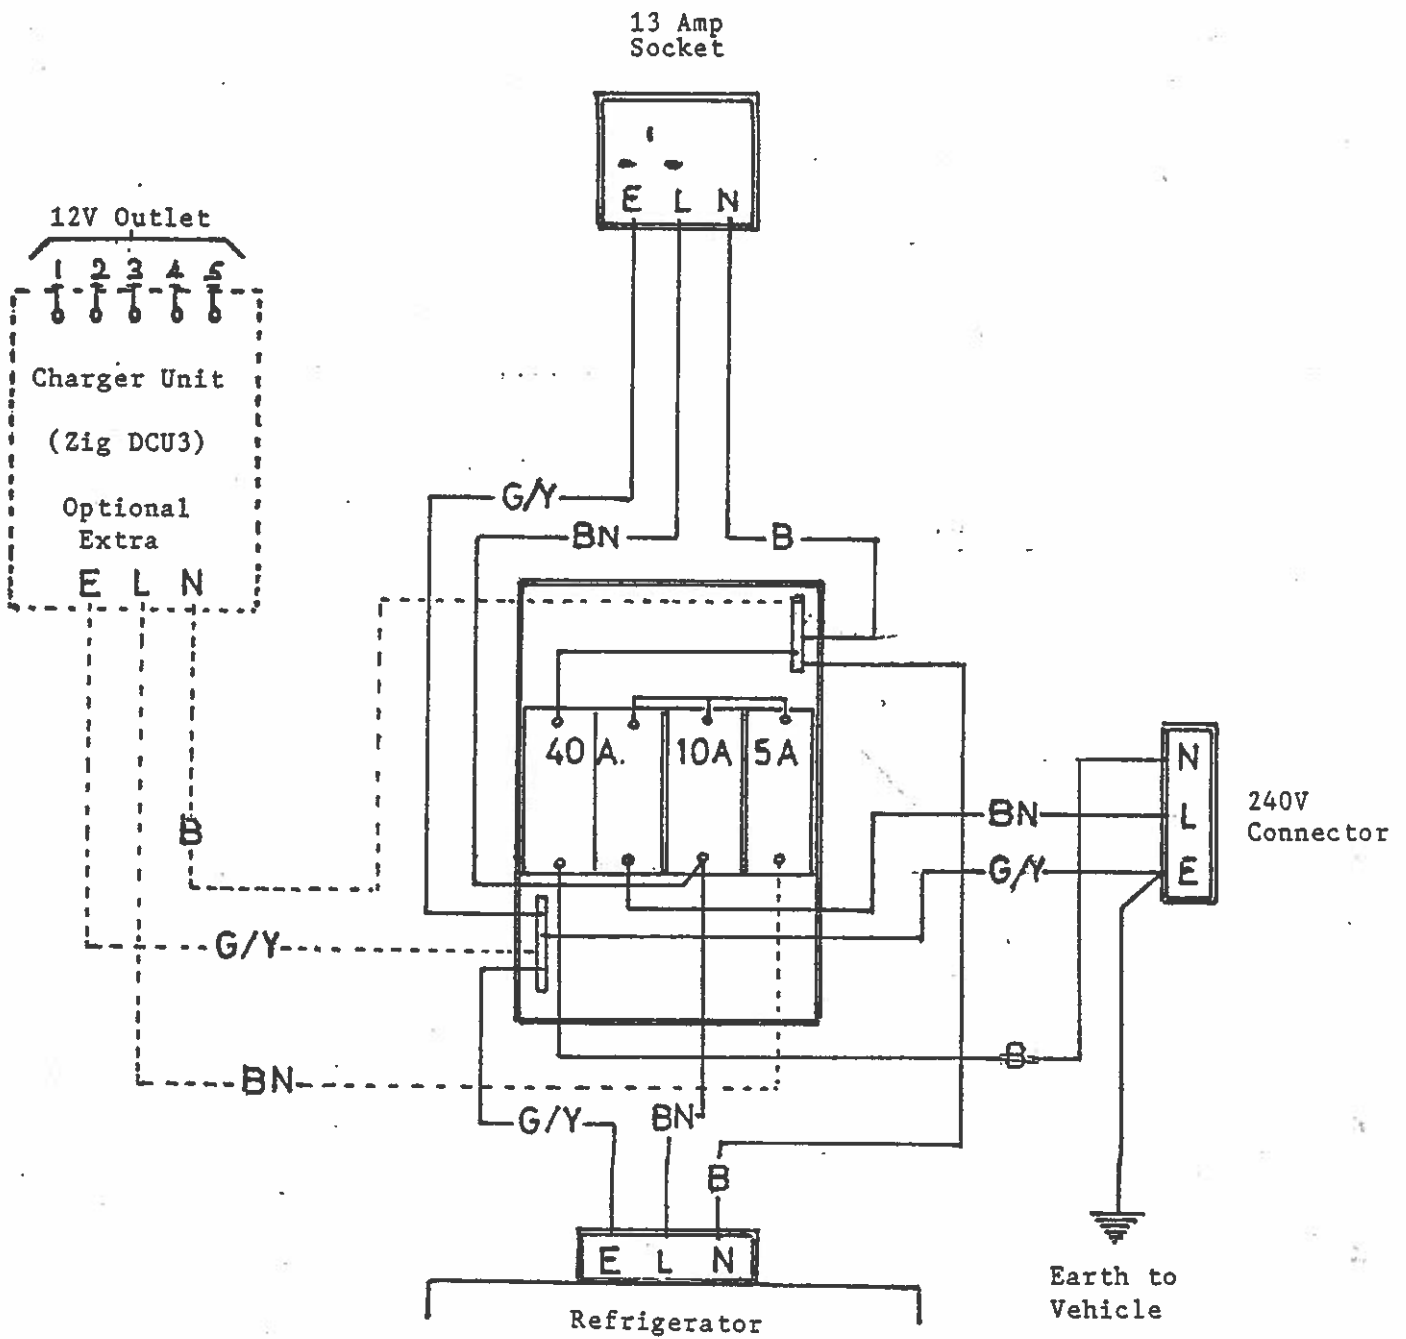 13 Amp
Socket
E L N
12V Outlet
1 2 3 4 5
Charger Unit
(Zig DCU3)
Optional
Extra
E L N
G/Y
BN
B
40 A.
10A
5A
N
L
E
240V
Connector
BN
G/Y
B
G/Y
BN
B
G/Y
BN
B
E L N
Refrigerator
Earth to
Vehicle